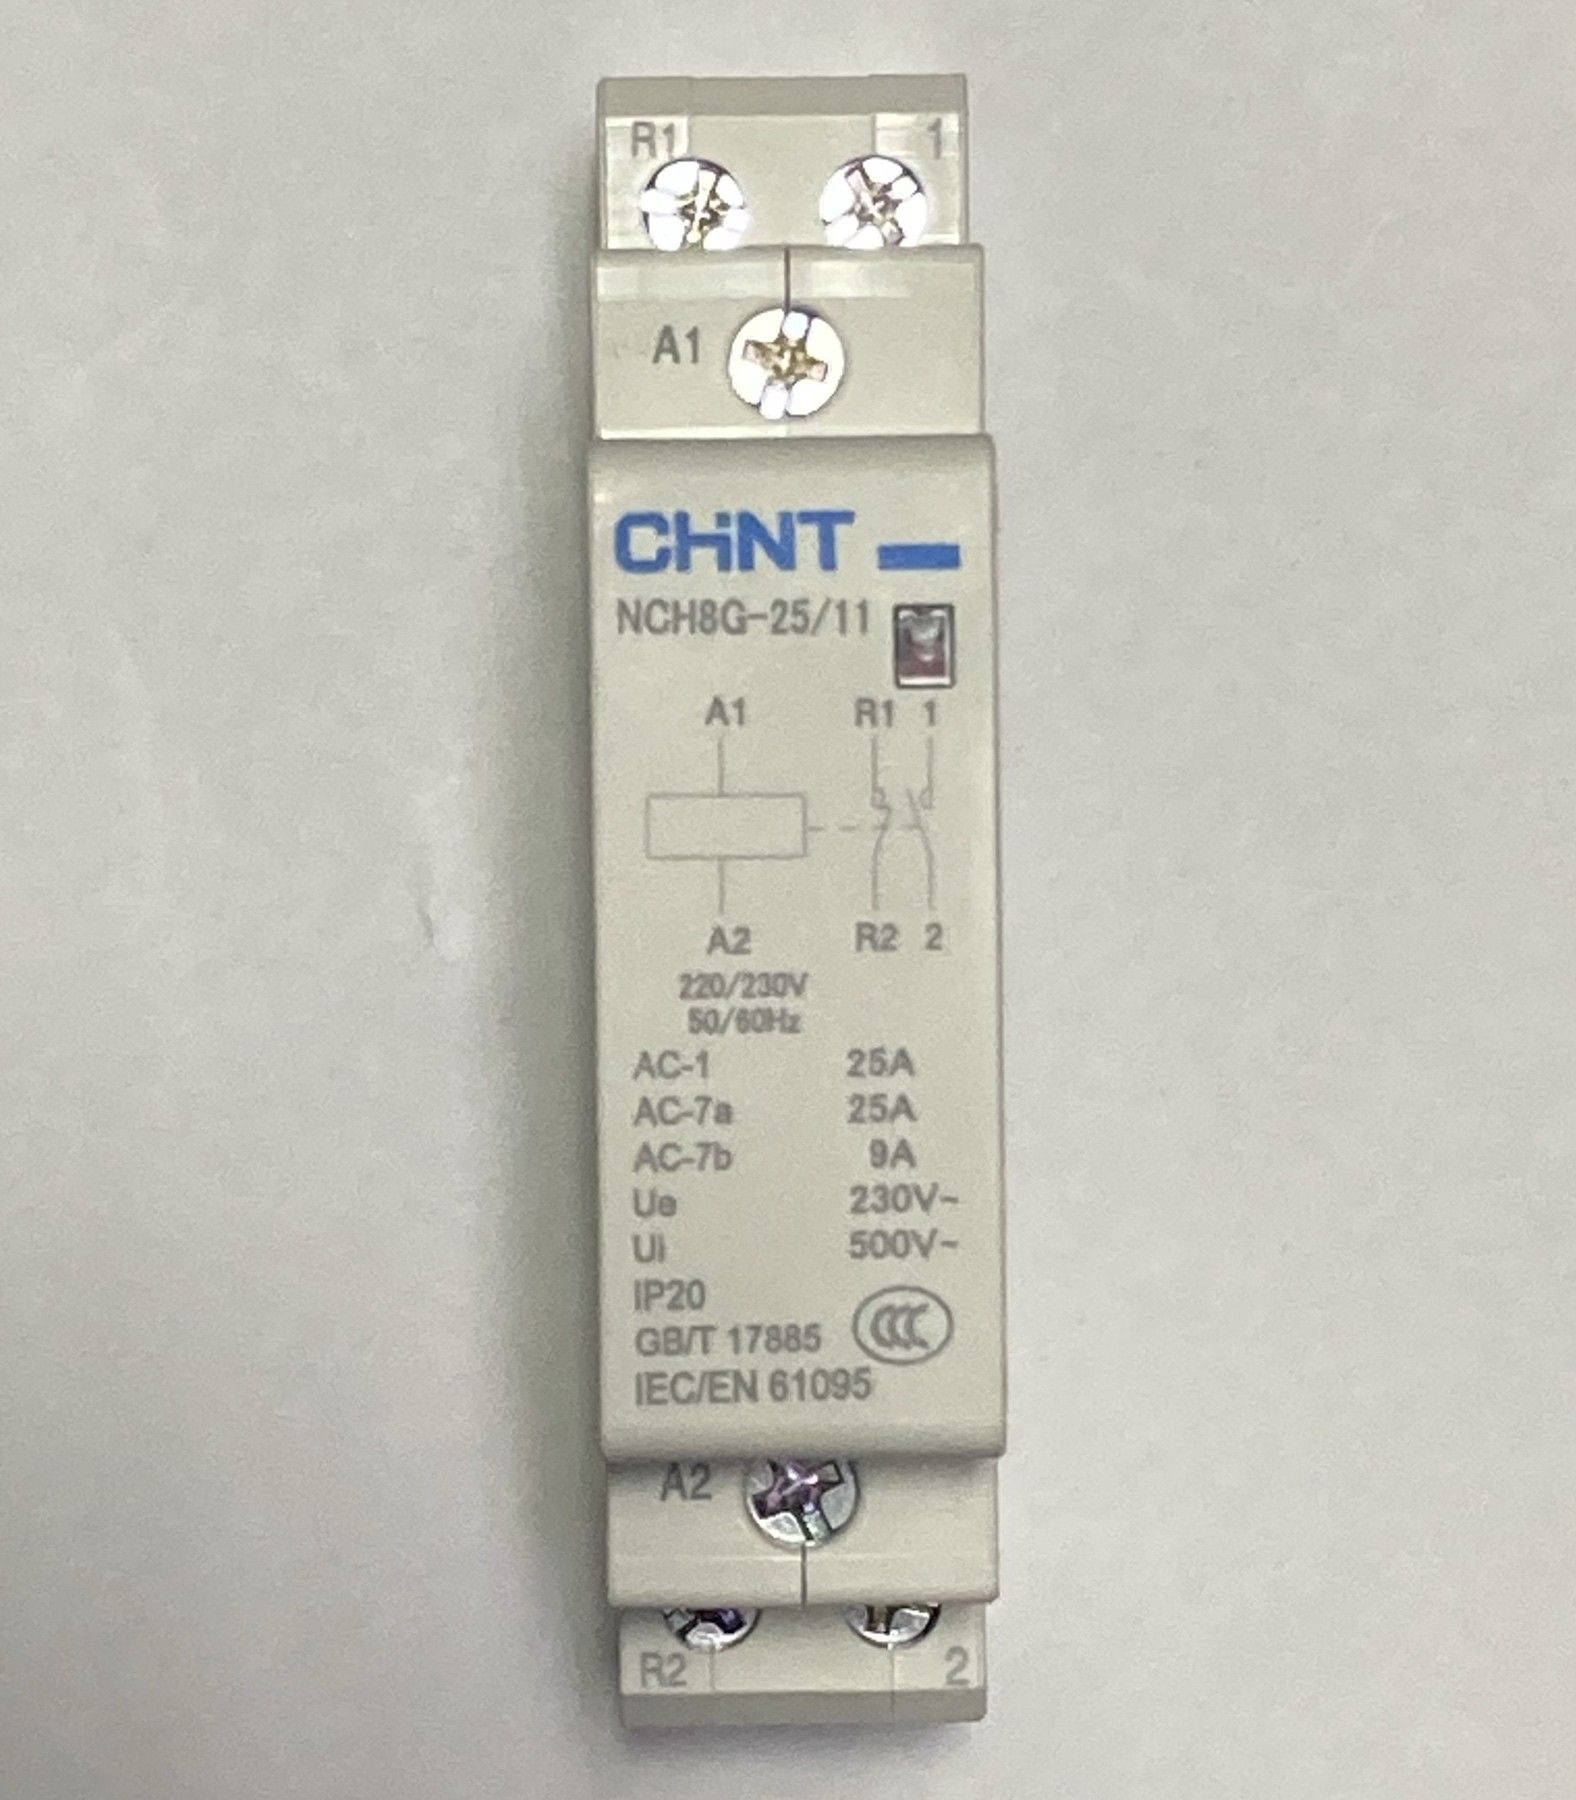 R1 1
A1
CHINT
NCH8G-25/11
A1 R1 1
A2 R2 2
220/230V
50/60Hz
AC-1 25A
AC-7a 25A
AC-7b 9A
Ue 230V~
Ui 500V~
IP20
GB/T 17885 CCC
IEC/EN 61095
A2
R2 2